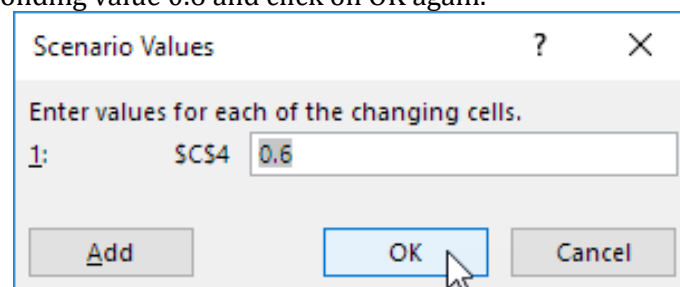 value 0.6 and click on OK again.
Scenario Values ? ×
Enter values for each of the changing cells.
1: $C$4 0.6
Add OK Cancel